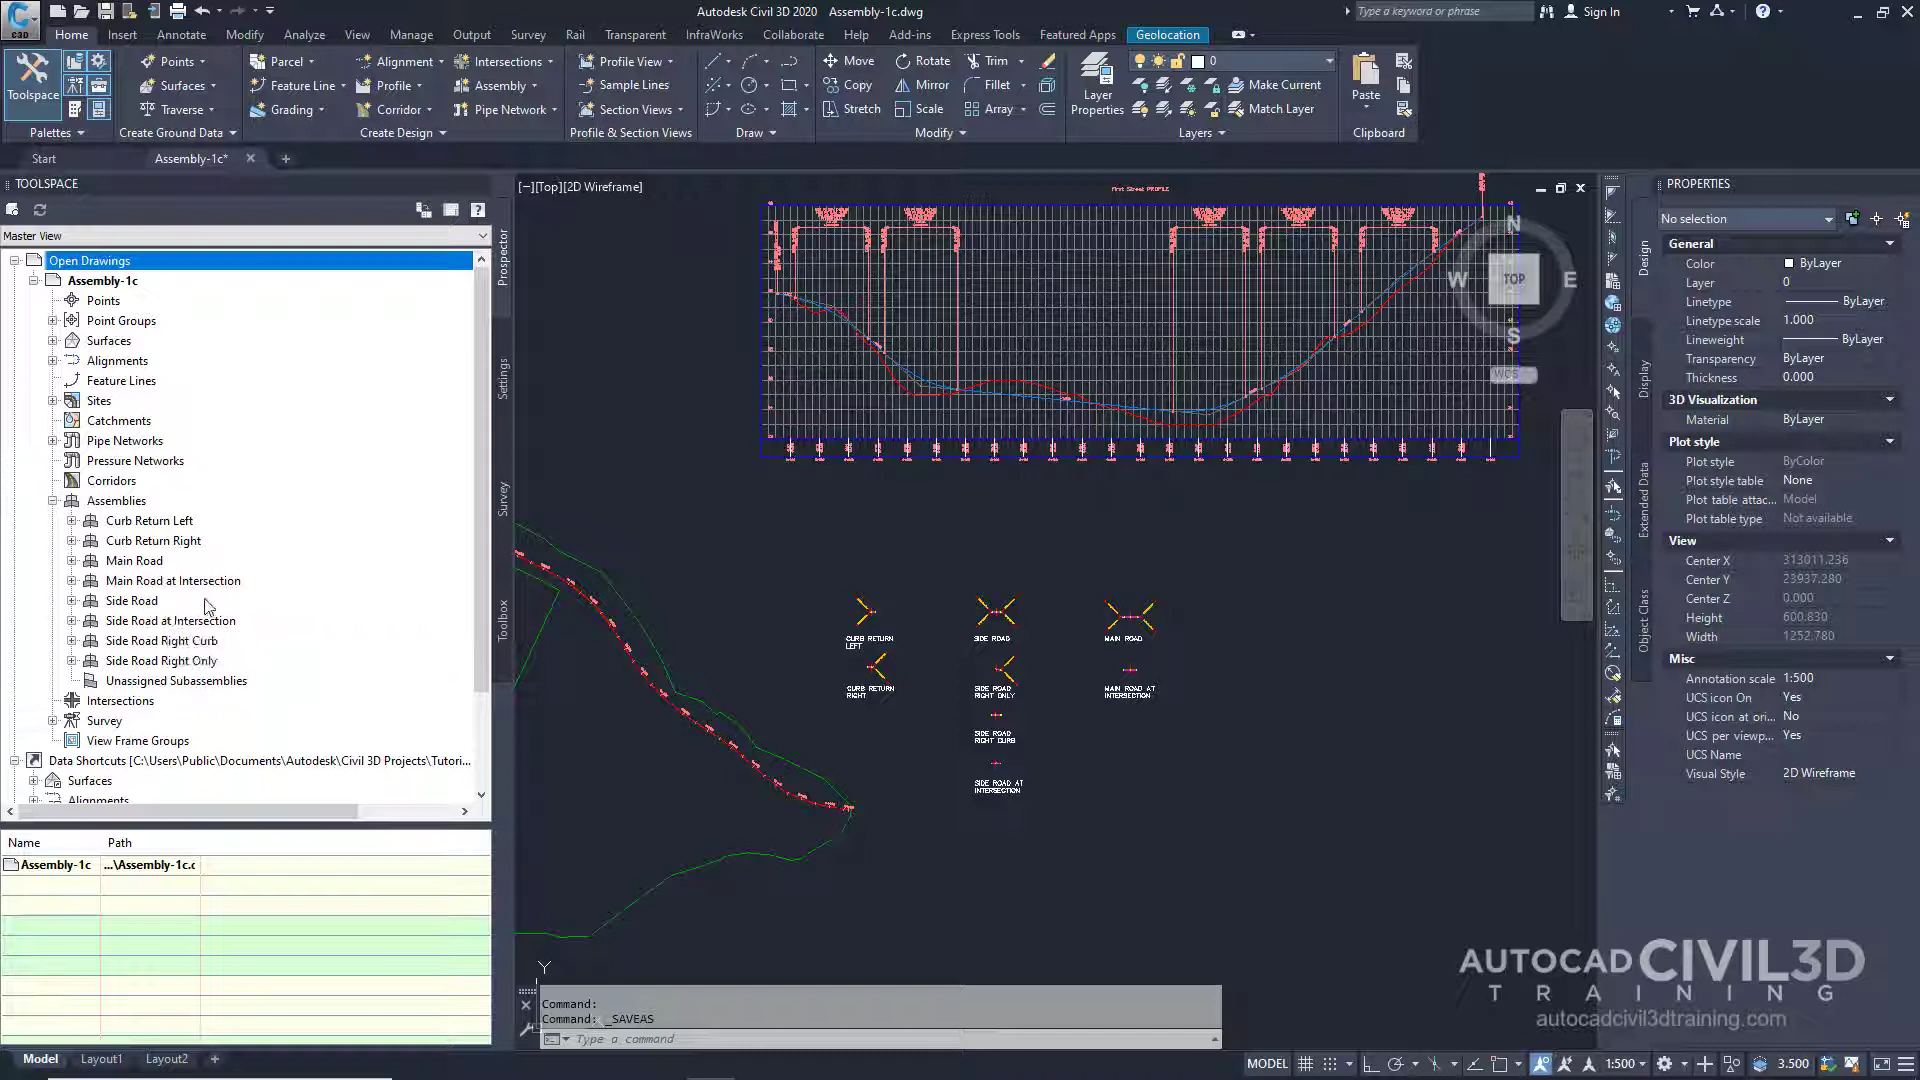 C3D
Autodesk Civil 3D 2020 Assembly-1c.dwg
Type a keyword or phrase
Sign In
Home Insert Annotate Modify Analyze View Manage Output Survey Rail Transparent InfraWorks Collaborate Help Add-ins Express Tools Featured Apps Geolocation
Toolspace
Palettes
Points
Surfaces
Traverse
Create Ground Data
Parcel
Feature Line
Grading
Alignment
Profile
Corridor
Intersections
Assembly
Pipe Network
Create Design
Profile View
Sample Lines
Section Views
Profile & Section Views
Draw
Move
Copy
Stretch
Rotate
Mirror
Scale
Trim
Fillet
Array
Modify
Layer
Properties
0
Make Current
Match Layer
Layers
Paste
Clipboard
Start
Assembly-1c*
TOOLSPACE
Master View
Open Drawings
Assembly-1c
Points
Point Groups
Surfaces
Alignments
Feature Lines
Sites
Catchments
Pipe Networks
Pressure Networks
Corridors
Assemblies
Curb Return Left
Curb Return Right
Main Road
Main Road at Intersection
Side Road
Side Road at Intersection
Side Road Right Curb
Side Road Right Only
Unassigned Subassemblies
Intersections
Survey
View Frame Groups
Data Shortcuts [C:\Users\Public\Documents\Autodesk\Civil 3D Projects\Tutori...
Surfaces
Alignments
Name Path
Assembly-1c ...\Assembly-1c.c
Prospector
Settings
Survey
Toolbox
[−][Top][2D Wireframe]
First Street PROFILE
N
W TOP E
S
WCS
CURB RETURN
LEFT
SIDE ROAD
MAIN ROAD
CURB RETURN
RIGHT
SIDE ROAD
RIGHT ONLY
MAIN ROAD AT
INTERSECTION
SIDE ROAD
RIGHT CURB
SIDE ROAD AT
INTERSECTION
Y
Command:
Command: _SAVEAS
Type a command
PROPERTIES
No selection
Design
Display
Extended Data
Object Class
General
Color ByLayer
Layer 0
Linetype ByLayer
Linetype scale 1.000
Lineweight ByLayer
Transparency ByLayer
Thickness 0.000
3D Visualization
Material ByLayer
Plot style
Plot style ByColor
Plot style table None
Plot table attac... Model
Plot table type Not available
View
Center X 313011.236
Center Y 23937.280
Center Z 0.000
Height 600.830
Width 1252.780
Misc
Annotation scale 1:500
UCS icon On Yes
UCS icon at ori... No
UCS per viewp... Yes
UCS Name
Visual Style 2D Wireframe
AUTOCAD CIVIL3D
TRAINING
autocadcivil3dtraining.com
Model Layout1 Layout2 +
MODEL 1:500 3.500